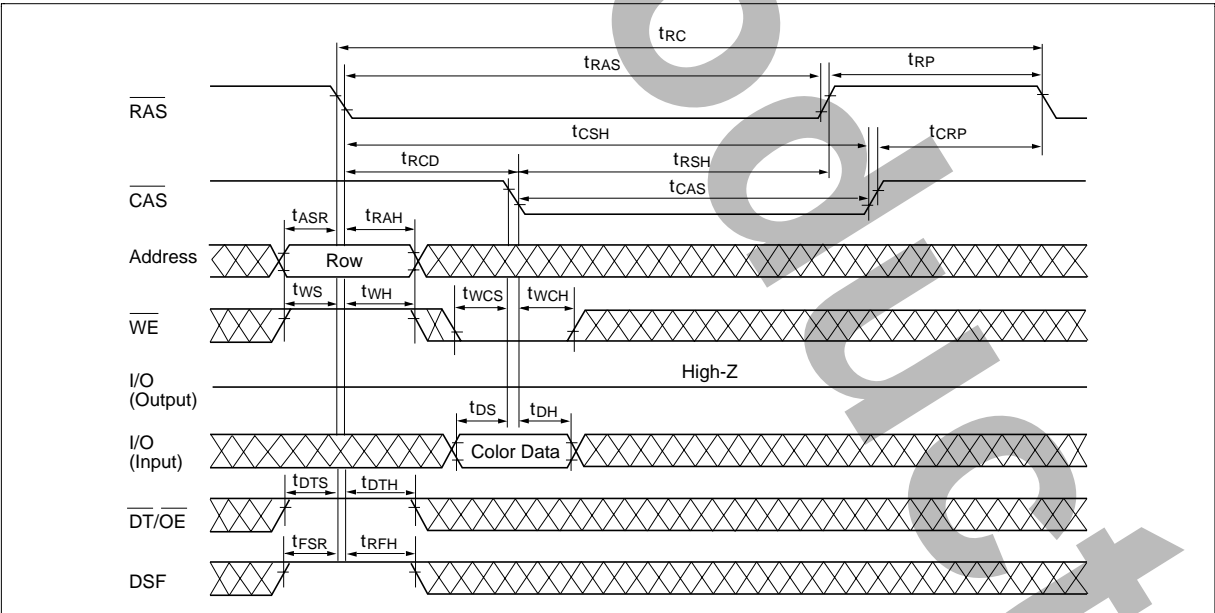 tRC
tRAS tRP
RAS
tCSH tCRP
tRCD tRSH
CAS tCAS
tASR tRAH
Address Row
tWS tWH tWCS tWCH
WE
I/O
(Output) High-Z
tDS tDH
I/O
(Input) Color Data
tDTS tDTH
DT/OE
tFSR tRFH
DSF